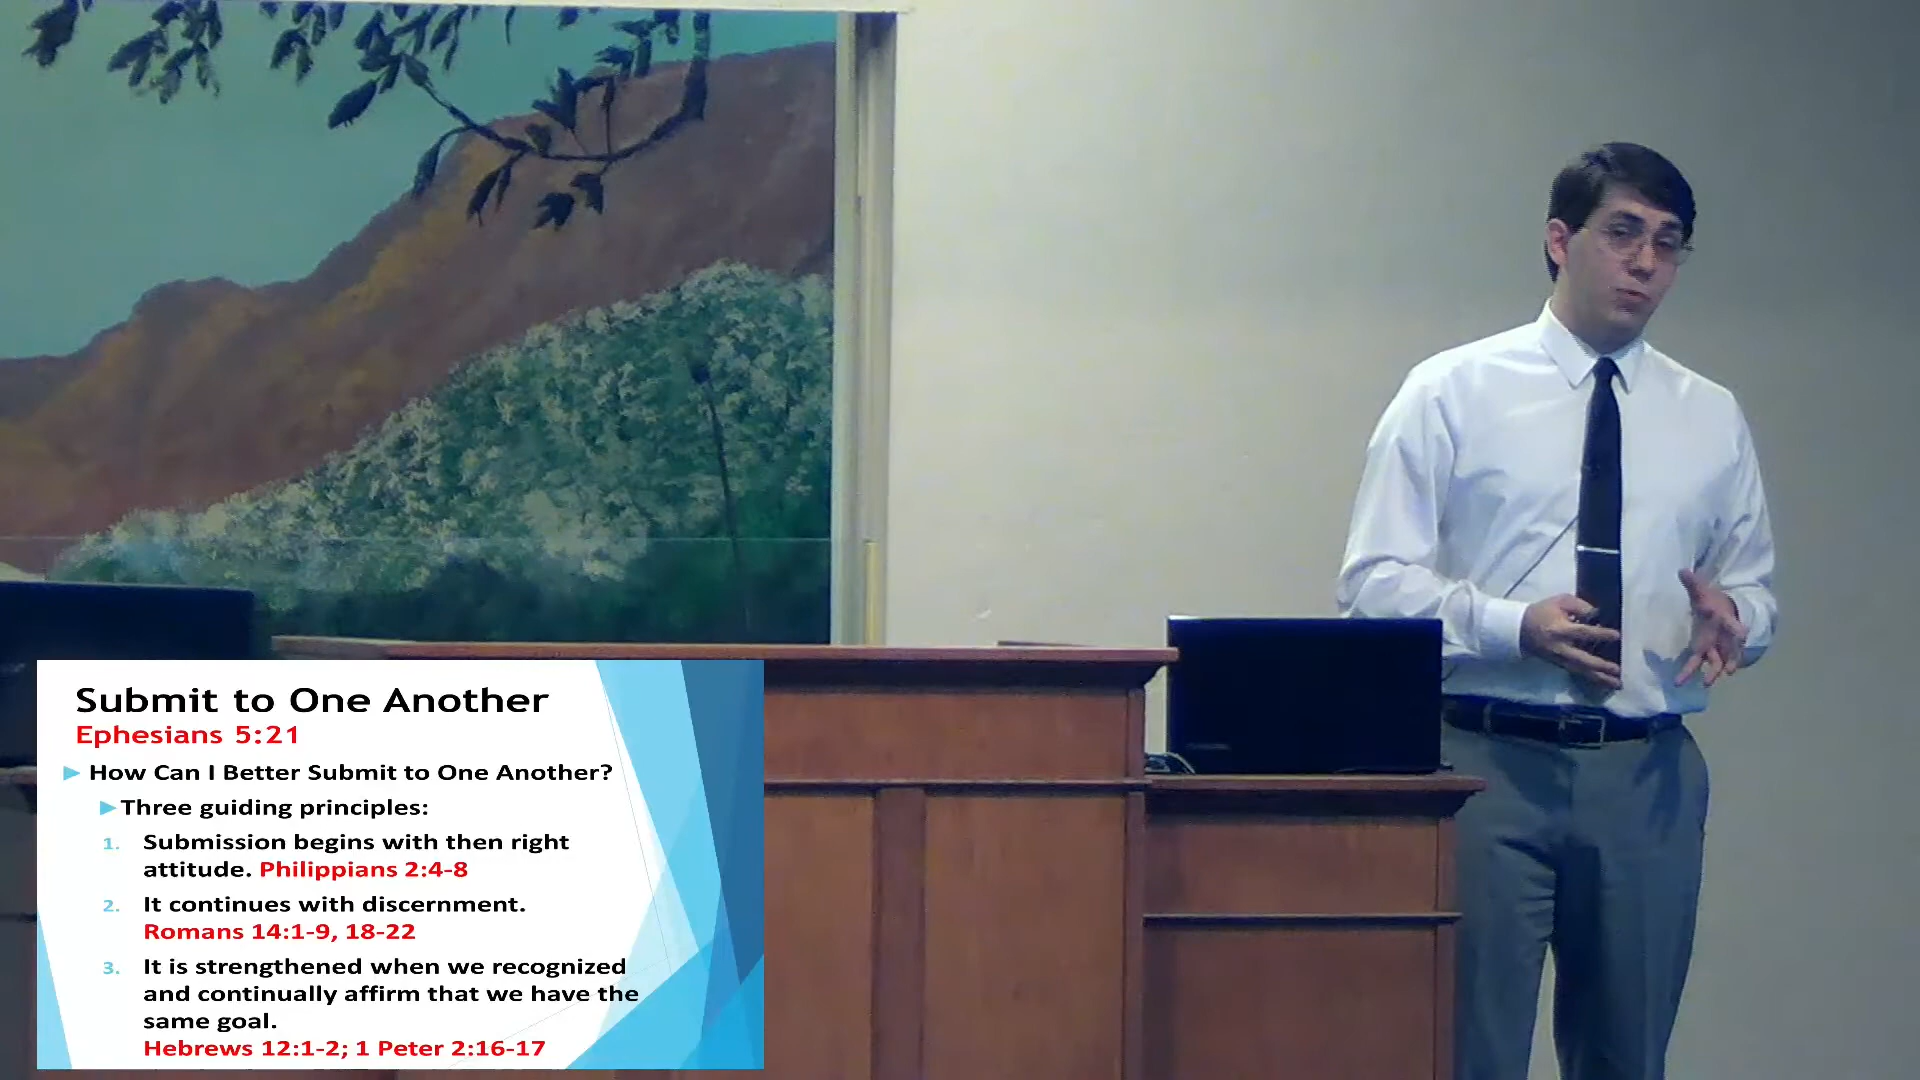 Submit to One Another
Ephesians 5:21
How Can I Better Submit to One Another?
Three guiding principles:
1. Submission begins with then right
attitude. Philippians 2:4-8
2. It continues with discernment.
Romans 14:1-9, 18-22
3. It is strengthened when we recognized
and continually affirm that we have the
same goal.
Hebrews 12:1-2; 1 Peter 2:16-17